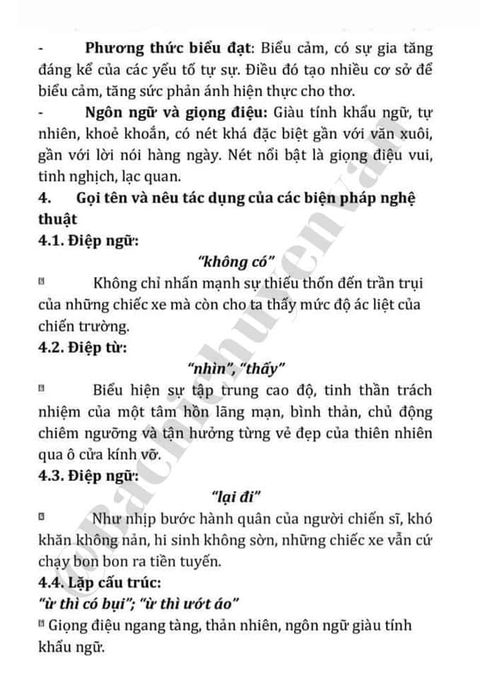 - Phương thức biểu đạt: Biểu cảm, có sự gia tăng
đáng kể của các yếu tố tự sự. Điều đó tạo nhiều cơ sở để
biểu cảm, tăng sức phản ánh hiện thực cho thơ.
- Ngôn ngữ và giọng điệu: Giàu tính khẩu ngữ, tự
nhiên, khoẻ khoắn, có nét khá đặc biệt gần với văn xuôi,
gần với lời nói hàng ngày. Nét nổi bật là giọng điệu vui,
tinh nghịch, lạc quan.
4. Gọi tên và nêu tác dụng của các biện pháp nghệ
thuật
4.1. Điệp ngữ:
“không có”
Không chỉ nhấn mạnh sự thiếu thốn đến trần trụi
của những chiếc xe mà còn cho ta thấy mức độ ác liệt của
chiến trường.
4.2. Điệp từ:
“nhìn”, “thấy”
Biểu hiện sự tập trung cao độ, tinh thần trách
nhiệm của một tâm hồn lãng mạn, bình thản, chủ động
chiêm ngưỡng và tận hưởng từng vẻ đẹp của thiên nhiên
qua ô cửa kính vỡ.
4.3. Điệp ngữ:
“lại đi”
Như nhịp bước hành quân của người chiến sĩ, khó
khăn không nản, hi sinh không sờn, những chiếc xe vẫn cứ
chạy bon bon ra tiền tuyến.
4.4. Lặp cấu trúc:
“ừ thì có bụi”; “ừ thì ướt áo”
Giọng điệu ngang tàng, thản nhiên, ngôn ngữ giàu tính
khẩu ngữ.
@Bachichuyenvan